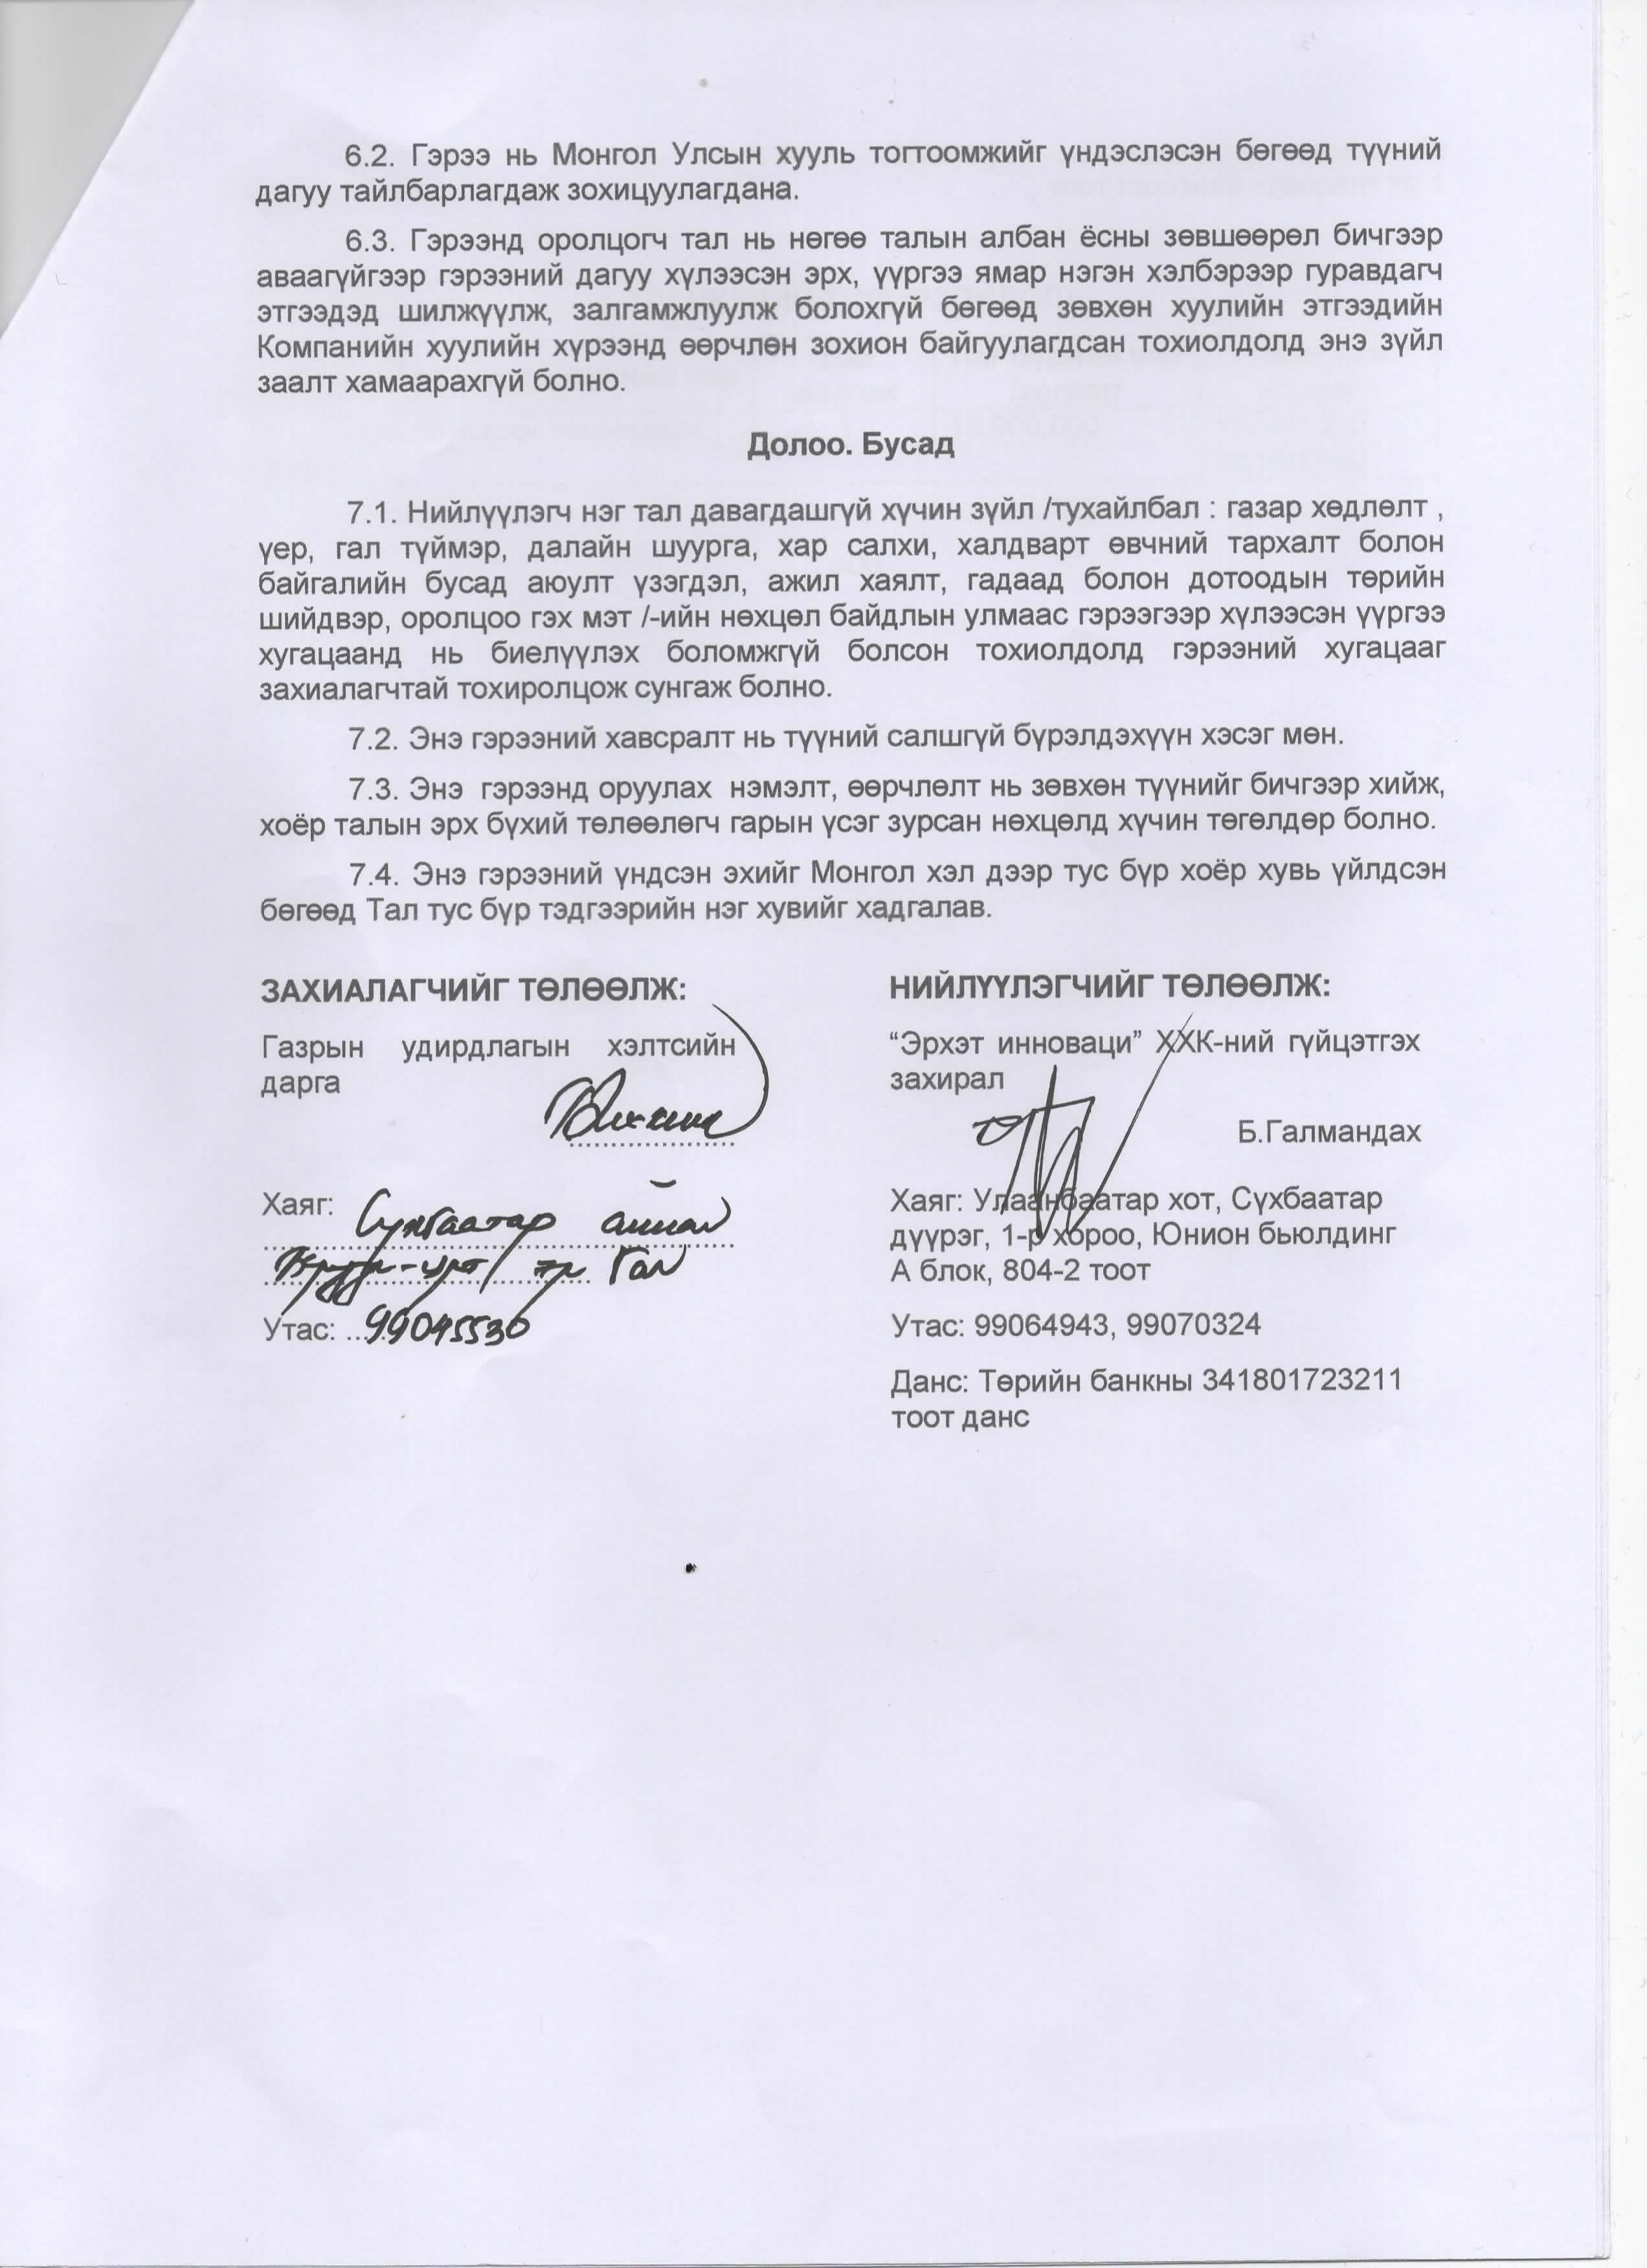 6.2. Гэрээ нь Монгол Улсын хууль тогтоомжийг үндэслэсэн бөгөөд түүний
дагуу тайлбарлагдаж зохицуулагдана.
6.3. Гэрээнд оролцогч тал нь нөгөө талын албан ёсны зөвшөөрөл бичгээр
аваагүйгээр гэрээний дагуу хүлээсэн эрх, үүргээ ямар нэгэн хэлбэрээр гуравдагч
этгээдэд шилжүүлж, залгамжлуулж болохгүй бөгөөд зөвхөн хуулийн этгээдийн
Компанийн хуулийн хүрээнд өөрчлөн зохион байгуулагдсан тохиолдолд энэ зүйл
заалт хамаарахгүй болно.
Долоо. Бусад
7.1. Нийлүүлэгч нэг тал давагдашгүй хүчин зүйл /тухайлбал : газар хөдлөлт ,
үер, гал түймэр, далайн шуурга, хар салхи, халдварт өвчний тархалт болон
байгалийн бусад аюулт үзэгдэл, ажил хаялт, гадаад болон дотоодын төрийн
шийдвэр, оролцоо гэх мэт /-ийн нөхцөл байдлын улмаас гэрээгээр хүлээсэн үүргээ
хугацаанд нь биелүүлэх боломжгүй болсон тохиолдолд гэрээний хугацааг
захиалагчтай тохиролцож сунгаж болно.
7.2. Энэ гэрээний хавсралт нь түүний салшгүй бүрэлдэхүүн хэсэг мөн.
7.3. Энэ гэрээнд оруулах нэмэлт, өөрчлөлт нь зөвхөн түүнийг бичгээр хийж,
хоёр талын эрх бүхий төлөөлөгч гарын үсэг зурсан нөхцөлд хүчин төгөлдөр болно.
7.4. Энэ гэрээний үндсэн эхийг Монгол хэл дээр тус бүр хоёр хувь үйлдсэн
бөгөөд Тал тус бүр тэдгээрийн нэг хувийг хадгалав.
ЗАХИАЛАГЧИЙГ ТӨЛӨӨЛЖ:
Газрын удирдлагын хэлтсийн
дарга
Хаяг: Сүхбаатар аймаг
Утас: ....99045530
НИЙЛҮҮЛЭГЧИЙГ ТӨЛӨӨЛЖ:
“Эрхэт инноваци” ХХК-ний гүйцэтгэх
захирал
Б.Галмандах
Хаяг: Улаанбаатар хот, Сүхбаатар
дүүрэг, 1-р хороо, Юнион бьюлдинг
А блок, 804-2 тоот
Утас: 99064943, 99070324
Данс: Төрийн банкны 341801723211
тоот данс